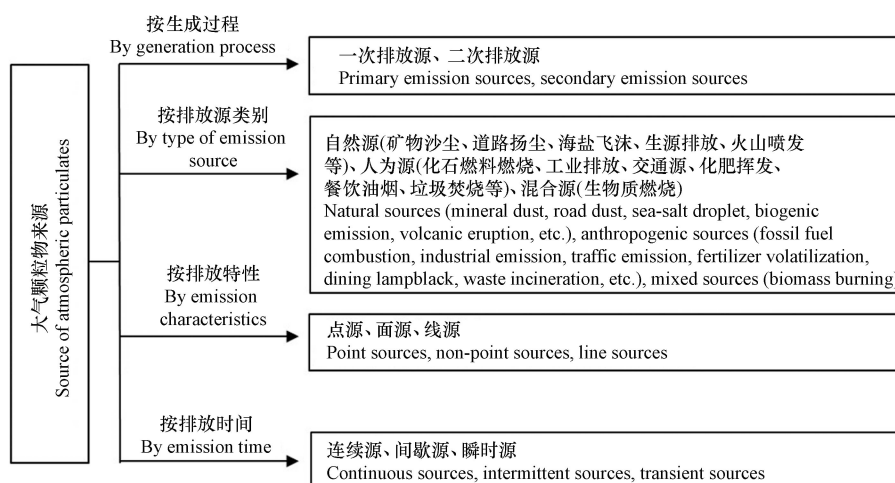 大气颗粒物来源
Source of atmospheric particulates
按生成过程
By generation process
一次排放源、二次排放源
Primary emission sources, secondary emission sources
按排放源类别
By type of emission
source
自然源(矿物沙尘、道路扬尘、海盐飞沫、生源排放、火山喷发
等)、人为源(化石燃料燃烧、工业排放、交通源、化肥挥发、
餐饮油烟、垃圾焚烧等)、混合源(生物质燃烧)
Natural sources (mineral dust, road dust, sea-salt droplet, biogenic
emission, volcanic eruption, etc.), anthropogenic sources (fossil fuel
combustion, industrial emission, traffic emission, fertilizer volatilization,
dining lampblack, waste incineration, etc.), mixed sources (biomass burning)
按排放特性
By emission
characteristics
点源、面源、线源
Point sources, non-point sources, line sources
按排放时间
By emission time
连续源、间歇源、瞬时源
Continuous sources, intermittent sources, transient sources